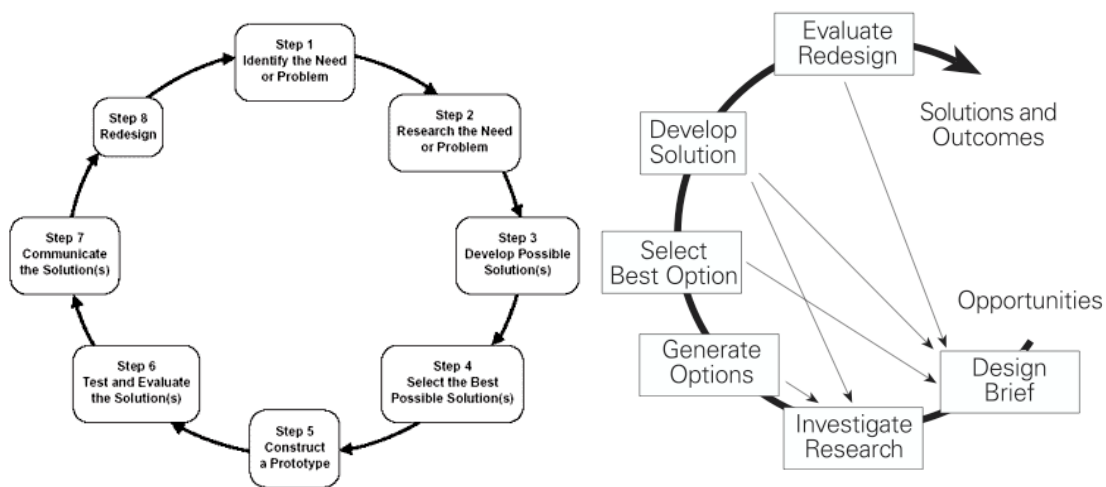 Step 1
Identify the Need
or Problem
Step 2
Research the Need
or Problem
Step 3
Develop Possible
Solution(s)
Step 4
Select the Best
Possible Solution(s)
Step 5
Construct
a Prototype
Step 6
Test and Evaluate
the Solution(s)
Step 7
Communicate
the Solution(s)
Step 8
Redesign
Evaluate
Redesign
Solutions and
Outcomes
Develop
Solution
Select
Best Option
Generate
Options
Investigate
Research
Design
Brief
Opportunities